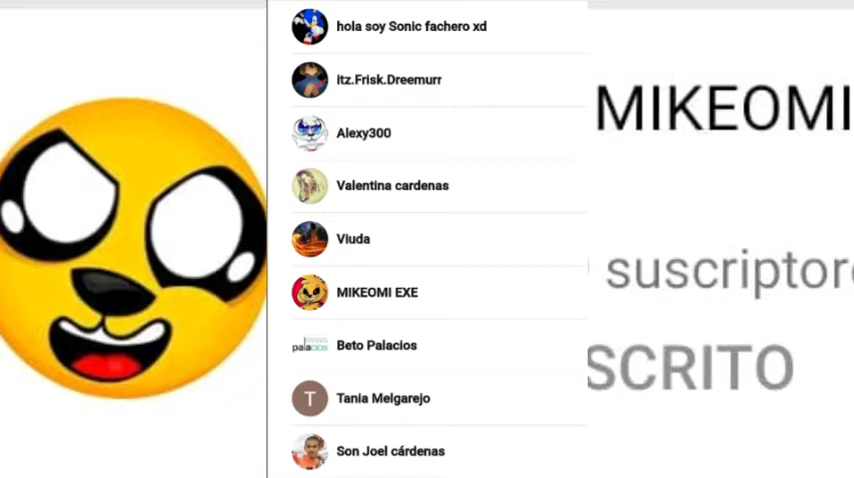 hola soy Sonic fachero xd
itz.Frisk.Dreemurr
Alexy300
Valentina cardenas
Viuda
MIKEOMI EXE
palacios
Beto Palacios
T
Tania Melgarejo
Son Joel cárdenas
MIKEOMI
suscriptore
SCRITO